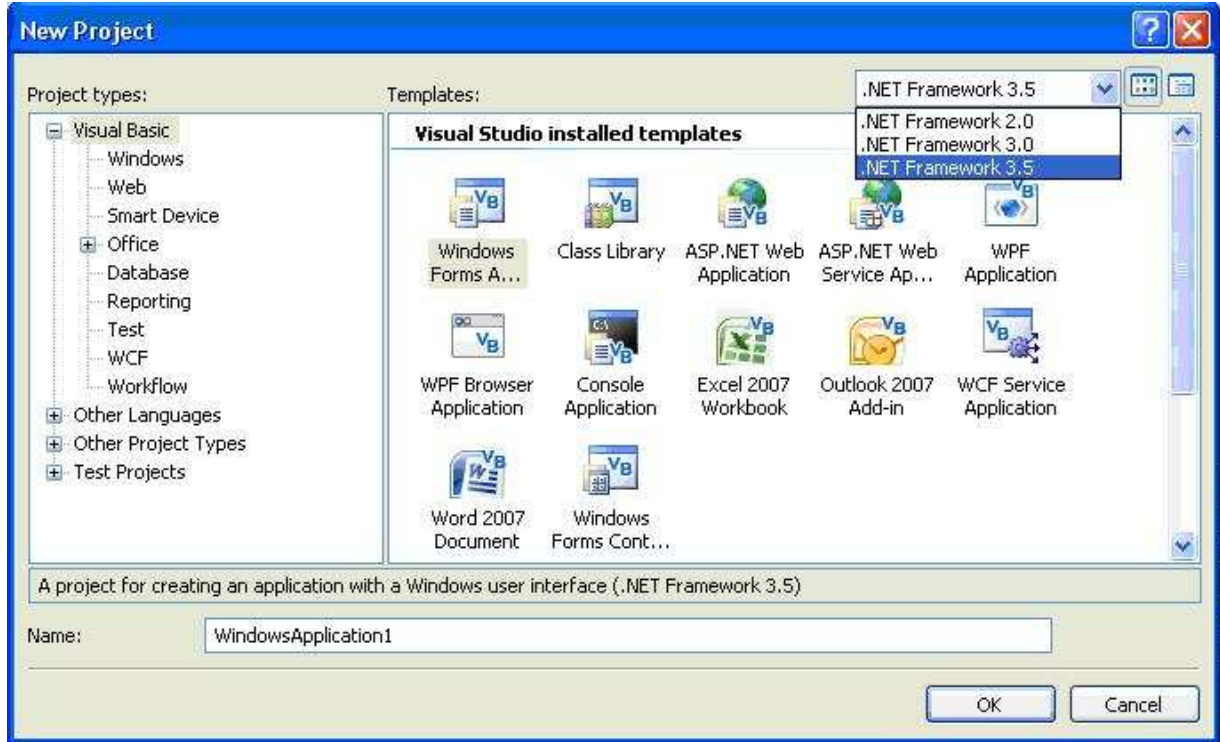 New Project
Project types:
Templates:
.NET Framework 3.5
.NET Framework 2.0
.NET Framework 3.0
.NET Framework 3.5
Visual Basic
Windows
Web
Smart Device
Office
Database
Reporting
Test
WCF
Workflow
Other Languages
Other Project Types
Test Projects
Visual Studio installed templates
Windows
Forms A...
Class Library
ASP.NET Web
Application
ASP.NET Web
Service Ap...
WPF
Application
WPF Browser
Application
Console
Application
Excel 2007
Workbook
Outlook 2007
Add-in
WCF Service
Application
Word 2007
Document
Windows
Forms Cont...
A project for creating an application with a Windows user interface (.NET Framework 3.5)
Name:
WindowsApplication1
OK
Cancel